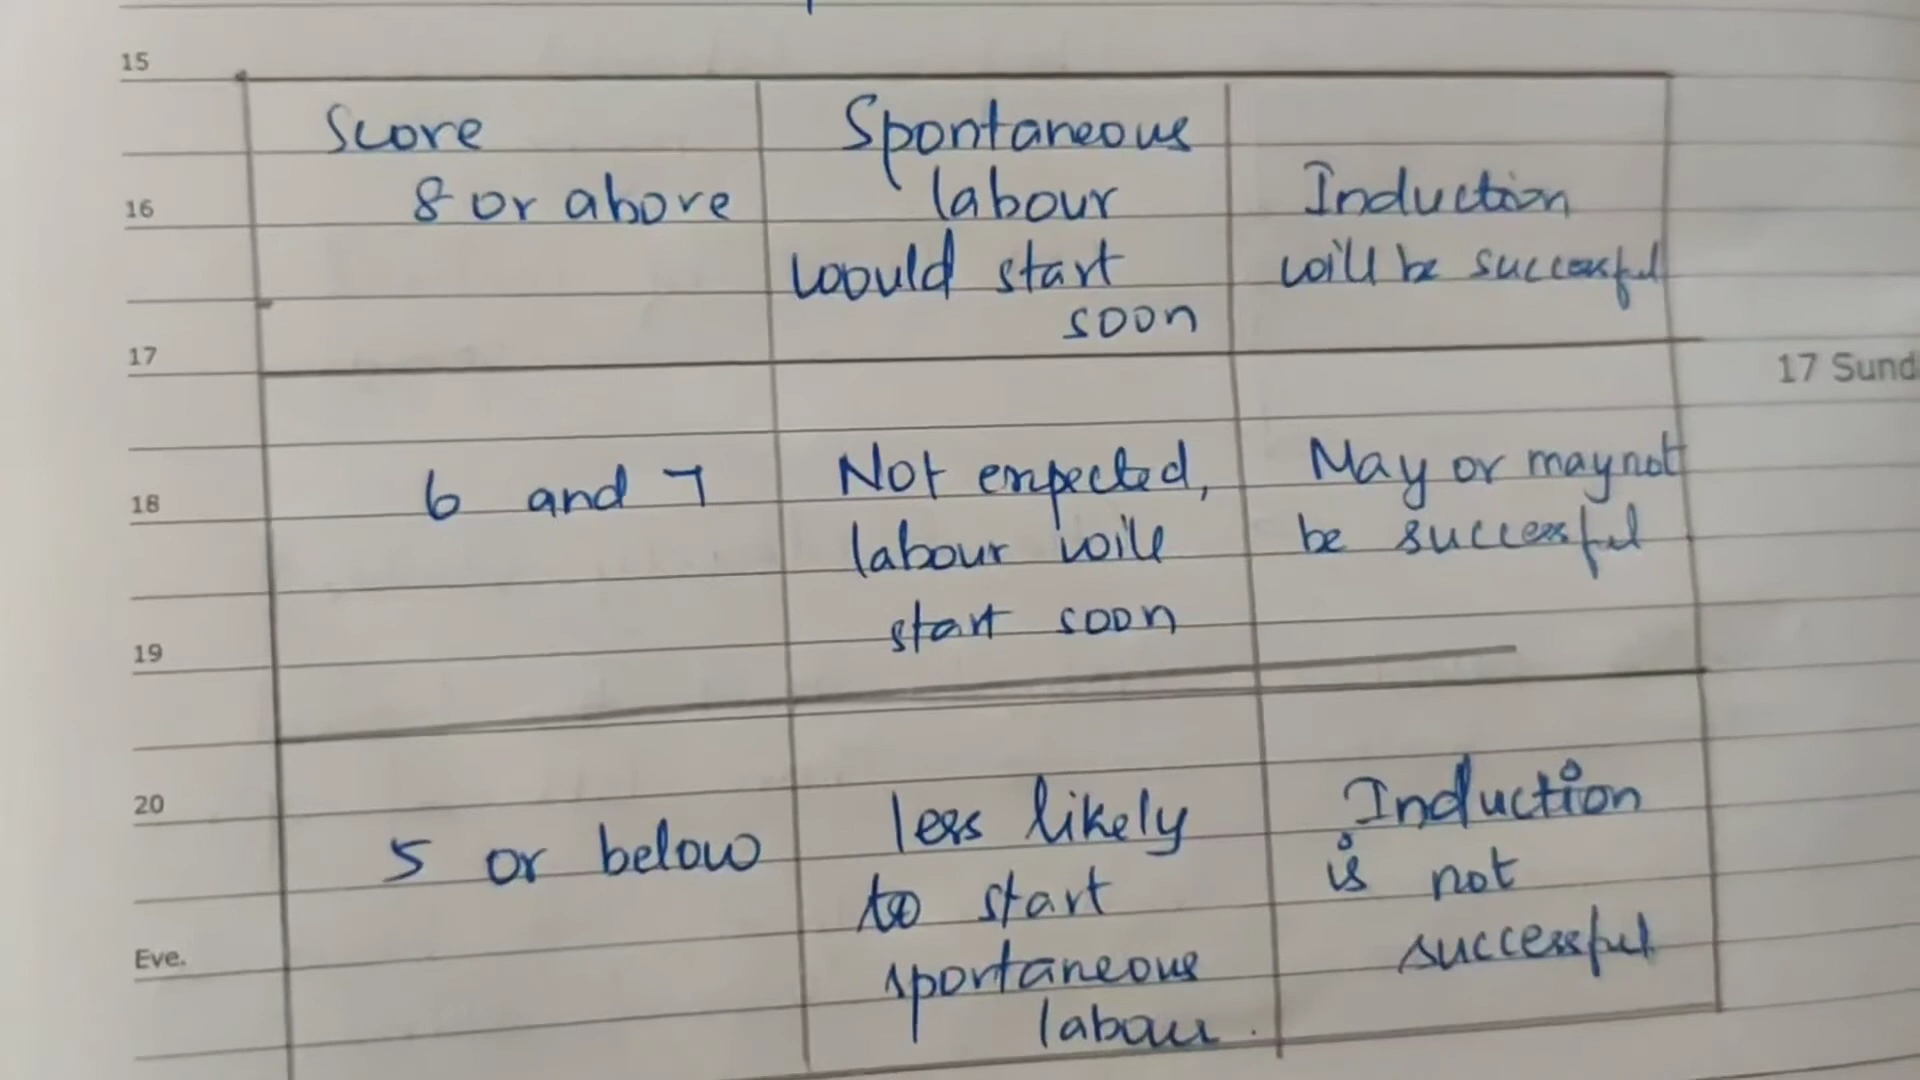 15
Score
8 or above
Spontaneous
labour
would start
soon
Induction
will be successful
16
17
17 Sund
6 and 7
Not expected,
labour will
start soon
May or may not
be successful
18
19
20
5 or below
less likely
to start
spontaneous
labour.
Induction
is not
successful
Eve.